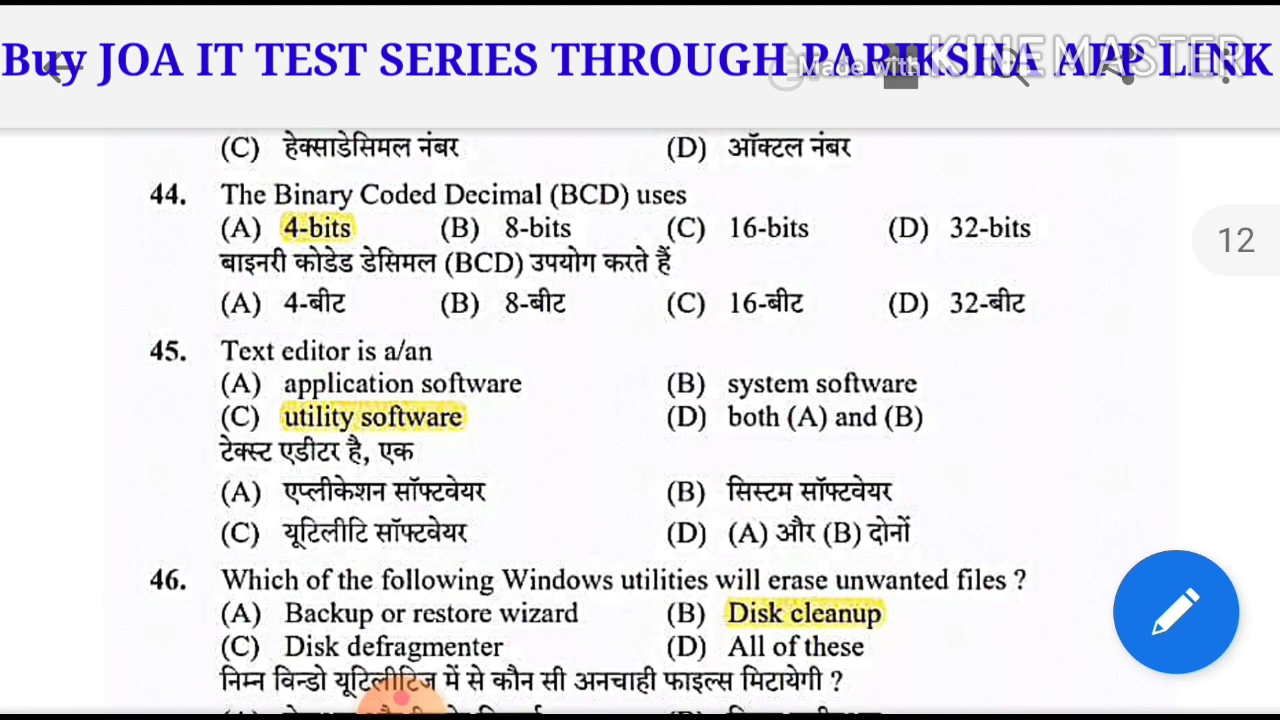 Buy JOA IT TEST SERIES THROUGH PARIKSHA APP LINK
Made with KINEMASTER
(C) हेक्साडेसिमल नंबर (D) ऑक्टल नंबर
44. The Binary Coded Decimal (BCD) uses
(A) 4-bits (B) 8-bits (C) 16-bits (D) 32-bits
बाइनरी कोडेड डेसिमल (BCD) उपयोग करते हैं
(A) 4-बीट (B) 8-बीट (C) 16-बीट (D) 32-बीट
12
45. Text editor is a/an
(A) application software (B) system software
(C) utility software (D) both (A) and (B)
टेक्स्ट एडीटर है, एक
(A) एप्लीकेशन सॉफ्टवेयर (B) सिस्टम सॉफ्टवेयर
(C) यूटिलीटि सॉफ्टवेयर (D) (A) और (B) दोनों
46. Which of the following Windows utilities will erase unwanted files ?
(A) Backup or restore wizard (B) Disk cleanup
(C) Disk defragmenter (D) All of these
निम्न विन्डो यूटिलीटिज में से कौन सी अनचाही फाइल्स मिटायेगी ?